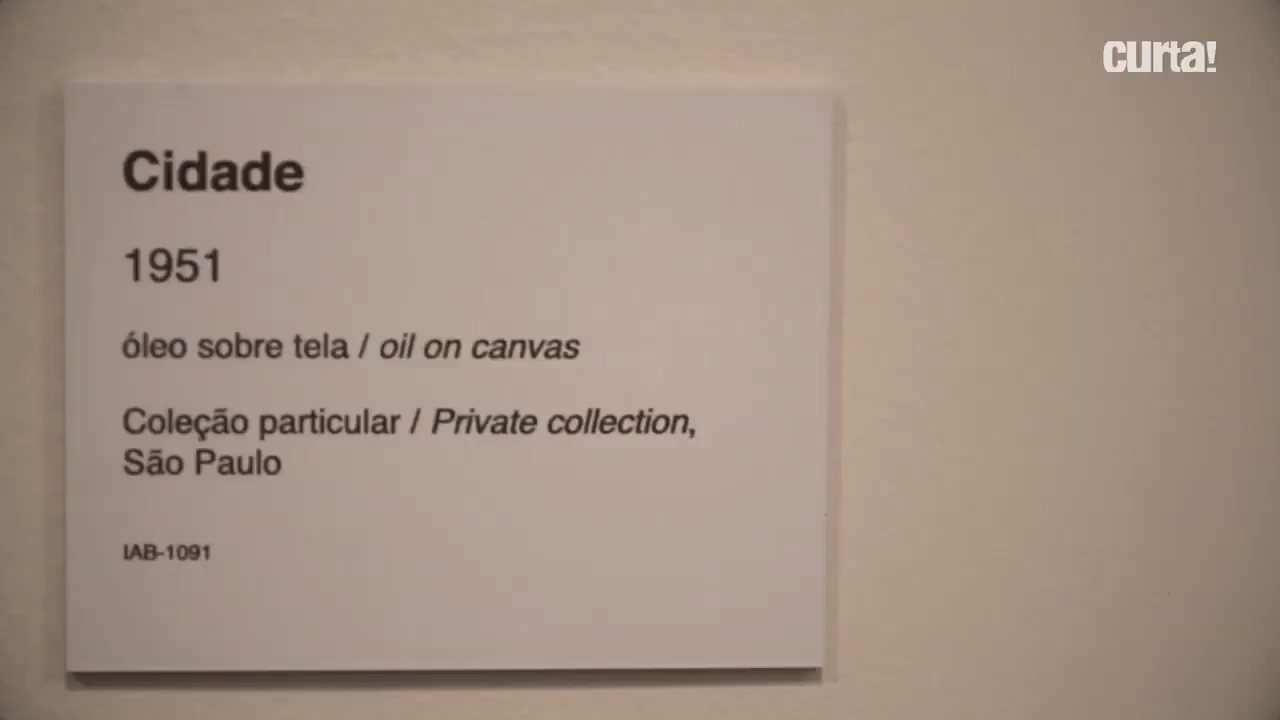 curta!
Cidade
1951
óleo sobre tela / oil on canvas
Coleção particular / Private collection,
São Paulo
IAB-1091